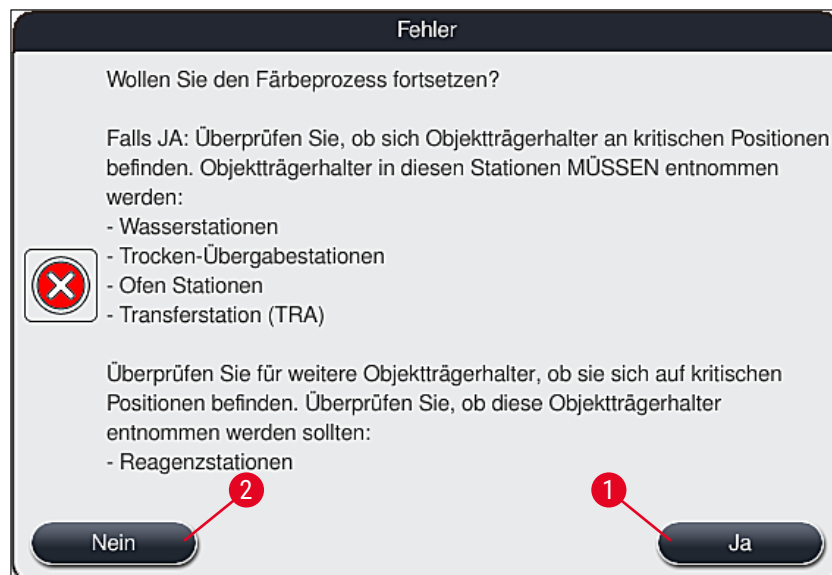 Fehler
Wollen Sie den Färbeprozess fortsetzen?
Falls JA: Überprüfen Sie, ob sich Objektträgerhalter an kritischen Positionen
befinden. Objektträgerhalter in diesen Stationen MÜSSEN entnommen
werden:
- Wasserstationen
- Trocken-Übergabestationen
- Ofen Stationen
- Transferstation (TRA)
Überprüfen Sie für weitere Objektträgerhalter, ob sie sich auf kritischen
Positionen befinden. Überprüfen Sie, ob diese Objektträgerhalter
entnommen werden sollten:
- Reagenzstationen
2 1
Nein Ja